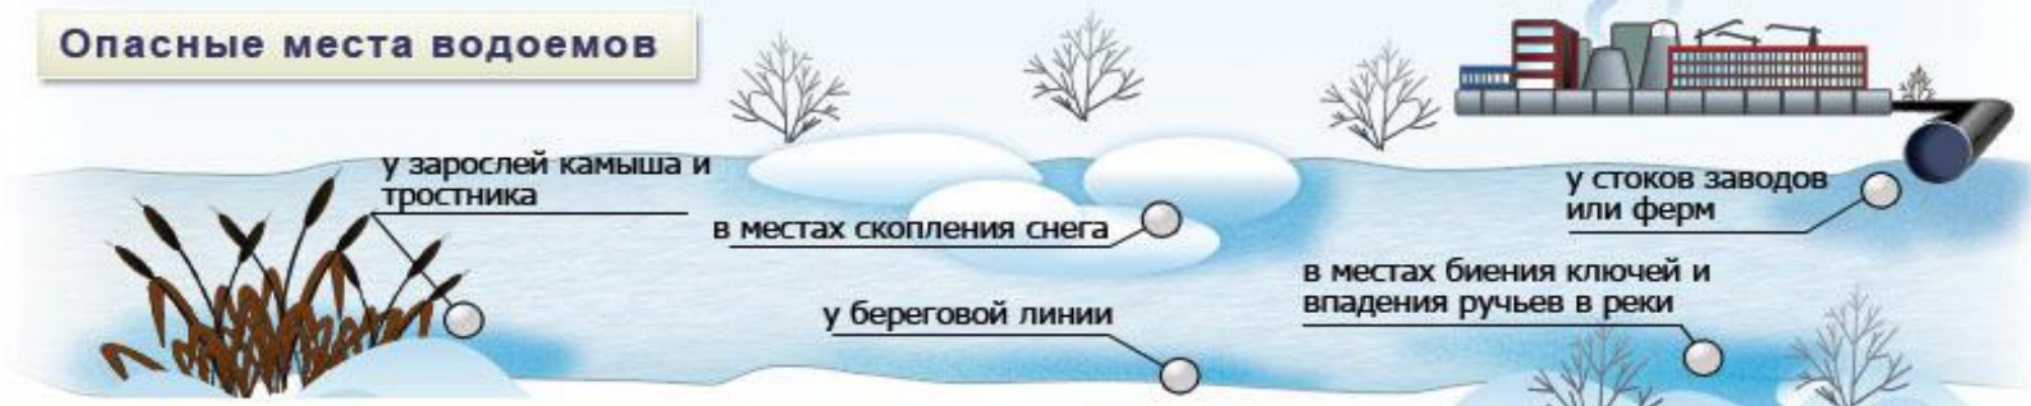 Опасные места водоемов
у зарослей камыша и
тростника
в местах скопления снега
у стоков заводов
или ферм
у береговой линии
в местах биения ключей и
впадения ручьев в реки